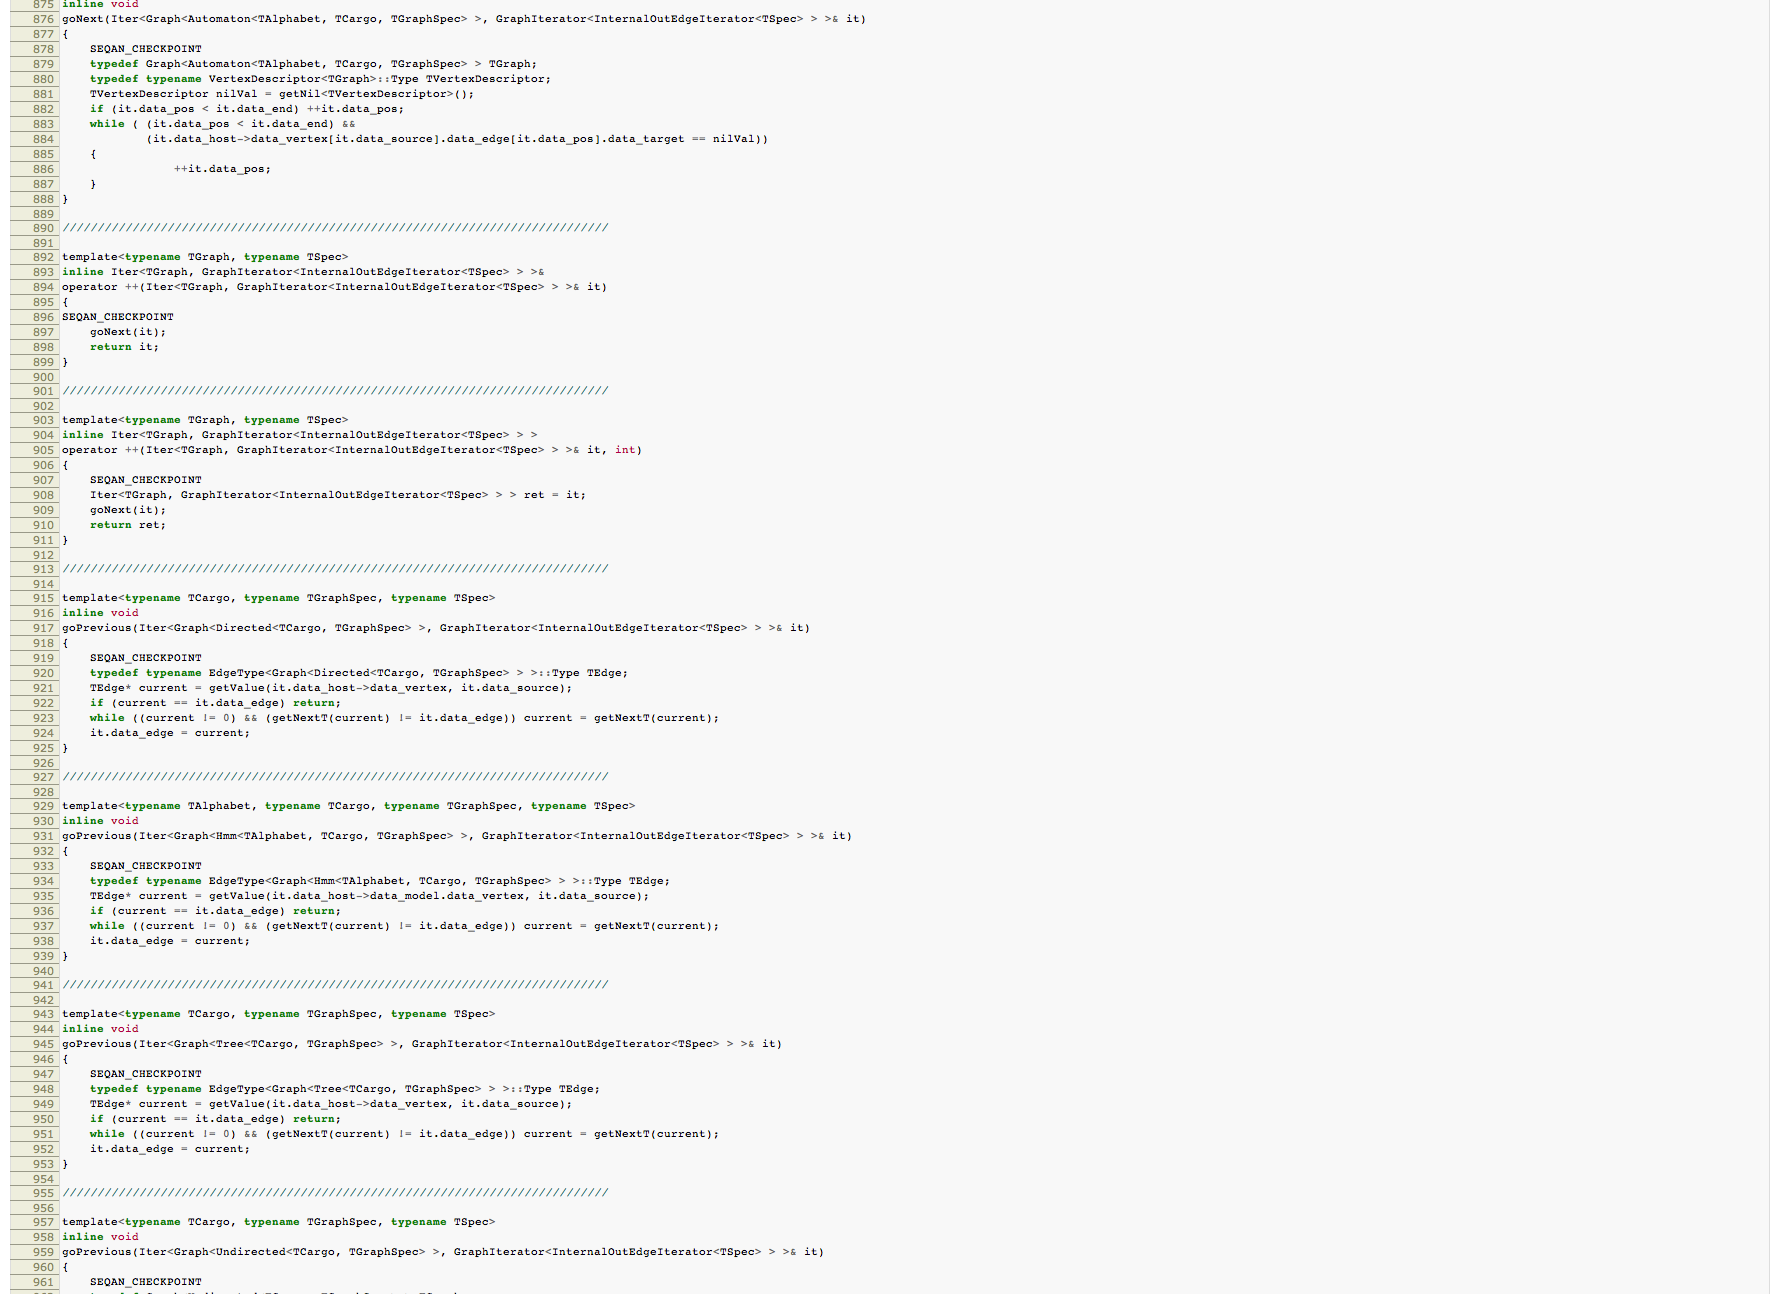 875 inline void
876 goNext(Iter<Graph<Automaton<TAlphabet, TCargo, TGraphSpec> >, GraphIterator<InternalOutEdgeIterator<TSpec> > >& it)
877 {
878     SEQAN_CHECKPOINT
879     typedef Graph<Automaton<TAlphabet, TCargo, TGraphSpec> > TGraph;
880     typedef typename VertexDescriptor<TGraph>::Type TVertexDescriptor;
881     TVertexDescriptor nilVal = getNil<TVertexDescriptor>();
882     if (it.data_pos < it.data_end) ++it.data_pos;
883     while ( (it.data_pos < it.data_end) &&
884             (it.data_host->data_vertex[it.data_source].data_edge[it.data_pos].data_target == nilVal))
885     {
886                 ++it.data_pos;
887     }
888 }
889
890 //////////////////////////////////////////////////////////////////////////////
891
892 template<typename TGraph, typename TSpec>
893 inline Iter<TGraph, GraphIterator<InternalOutEdgeIterator<TSpec> > >&
894 operator ++(Iter<TGraph, GraphIterator<InternalOutEdgeIterator<TSpec> > >& it)
895 {
896 SEQAN_CHECKPOINT
897     goNext(it);
898     return it;
899 }
900
901 //////////////////////////////////////////////////////////////////////////////
902
903 template<typename TGraph, typename TSpec>
904 inline Iter<TGraph, GraphIterator<InternalOutEdgeIterator<TSpec> > >
905 operator ++(Iter<TGraph, GraphIterator<InternalOutEdgeIterator<TSpec> > >& it, int)
906 {
907     SEQAN_CHECKPOINT
908     Iter<TGraph, GraphIterator<InternalOutEdgeIterator<TSpec> > > ret = it;
909     goNext(it);
910     return ret;
911 }
912
913 //////////////////////////////////////////////////////////////////////////////
914
915 template<typename TCargo, typename TGraphSpec, typename TSpec>
916 inline void
917 goPrevious(Iter<Graph<Directed<TCargo, TGraphSpec> >, GraphIterator<InternalOutEdgeIterator<TSpec> > >& it)
918 {
919     SEQAN_CHECKPOINT
920     typedef typename EdgeType<Graph<Directed<TCargo, TGraphSpec> > >::Type TEdge;
921     TEdge* current = getValue(it.data_host->data_vertex, it.data_source);
922     if (current == it.data_edge) return;
923     while ((current != 0) && (getNextT(current) != it.data_edge)) current = getNextT(current);
924     it.data_edge = current;
925 }
926
927 //////////////////////////////////////////////////////////////////////////////
928
929 template<typename TAlphabet, typename TCargo, typename TGraphSpec, typename TSpec>
930 inline void
931 goPrevious(Iter<Graph<Hmm<TAlphabet, TCargo, TGraphSpec> >, GraphIterator<InternalOutEdgeIterator<TSpec> > >& it)
932 {
933     SEQAN_CHECKPOINT
934     typedef typename EdgeType<Graph<Hmm<TAlphabet, TCargo, TGraphSpec> > >::Type TEdge;
935     TEdge* current = getValue(it.data_host->data_model.data_vertex, it.data_source);
936     if (current == it.data_edge) return;
937     while ((current != 0) && (getNextT(current) != it.data_edge)) current = getNextT(current);
938     it.data_edge = current;
939 }
940
941 //////////////////////////////////////////////////////////////////////////////
942
943 template<typename TCargo, typename TGraphSpec, typename TSpec>
944 inline void
945 goPrevious(Iter<Graph<Tree<TCargo, TGraphSpec> >, GraphIterator<InternalOutEdgeIterator<TSpec> > >& it)
946 {
947     SEQAN_CHECKPOINT
948     typedef typename EdgeType<Graph<Tree<TCargo, TGraphSpec> > >::Type TEdge;
949     TEdge* current = getValue(it.data_host->data_vertex, it.data_source);
950     if (current == it.data_edge) return;
951     while ((current != 0) && (getNextT(current) != it.data_edge)) current = getNextT(current);
952     it.data_edge = current;
953 }
954
955 //////////////////////////////////////////////////////////////////////////////
956
957 template<typename TCargo, typename TGraphSpec, typename TSpec>
958 inline void
959 goPrevious(Iter<Graph<Undirected<TCargo, TGraphSpec> >, GraphIterator<InternalOutEdgeIterator<TSpec> > >& it)
960 {
961     SEQAN_CHECKPOINT